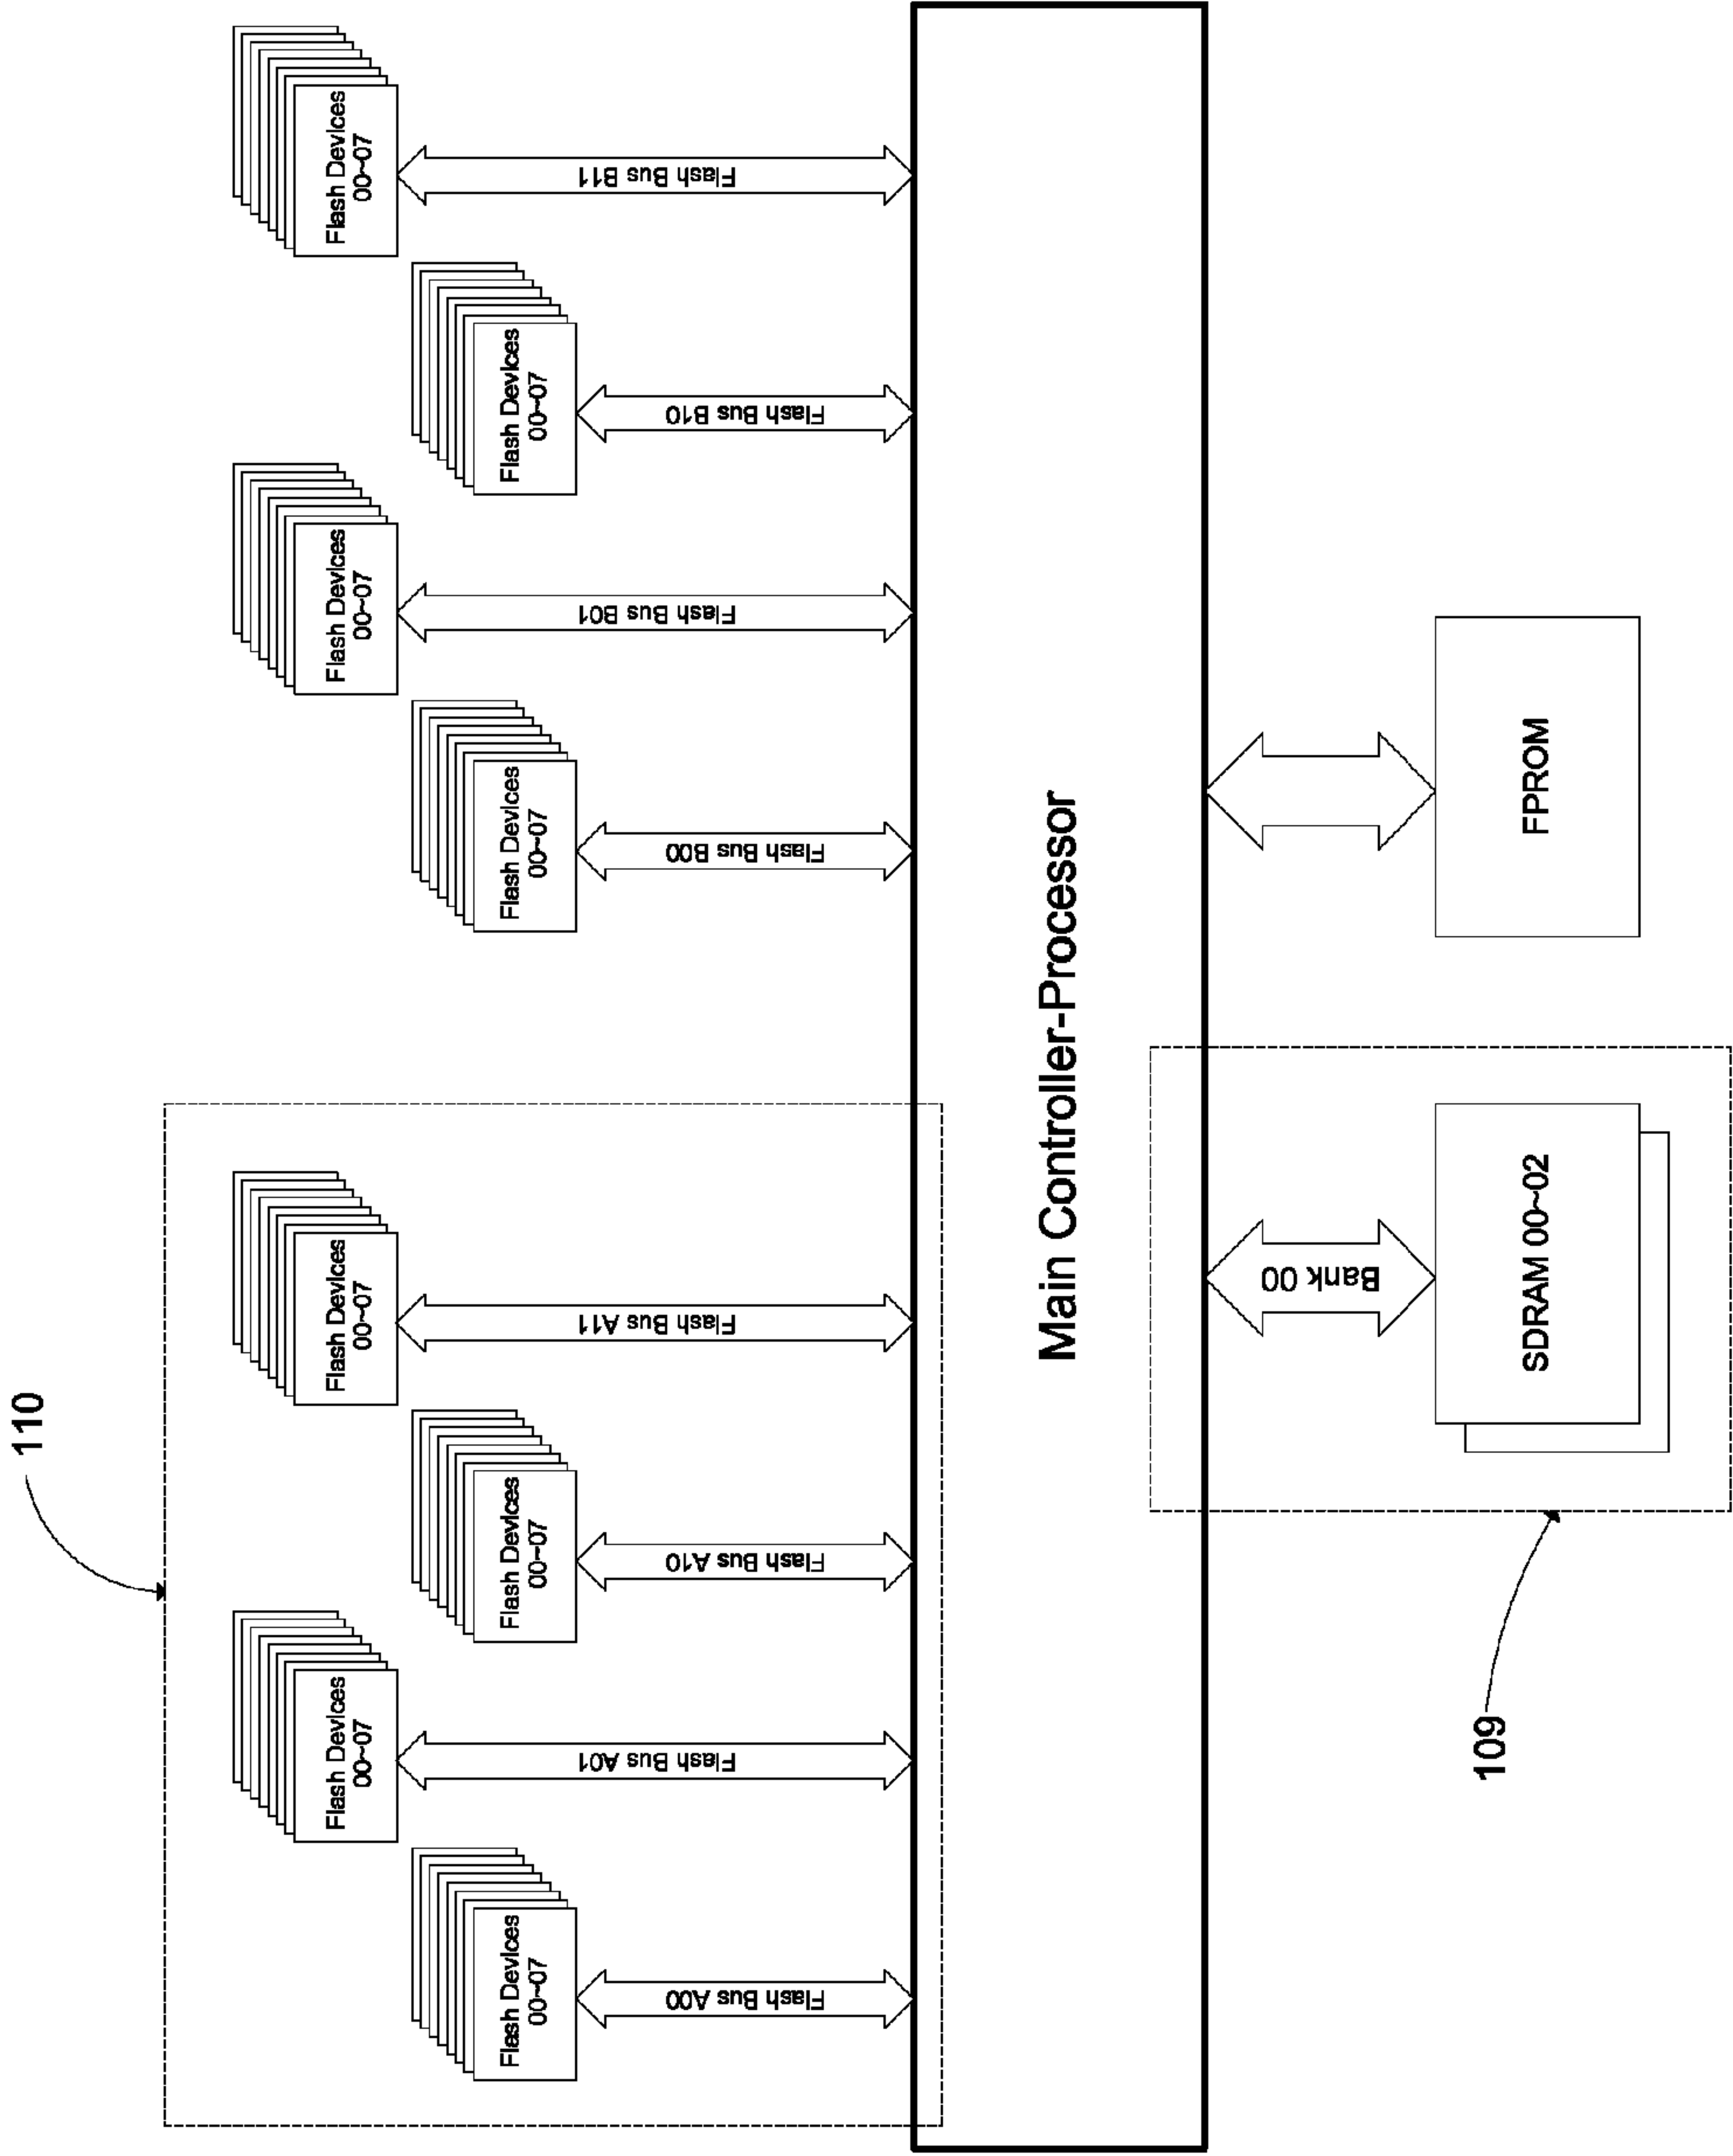 110
Flash Devices
00~07
Flash Devices
00~07
Flash Devices
00~07
Flash Devices
00~07
Flash Devices
00~07
Flash Devices
00~07
Flash Devices
00~07
Flash Devices
00~07
Flash Bus A00
Flash Bus A01
Flash Bus A10
Flash Bus A11
Flash Bus B00
Flash Bus B01
Flash Bus B10
Flash Bus B11
Main Controller-Processor
Bank 00
109
SDRAM 00~02
FPROM